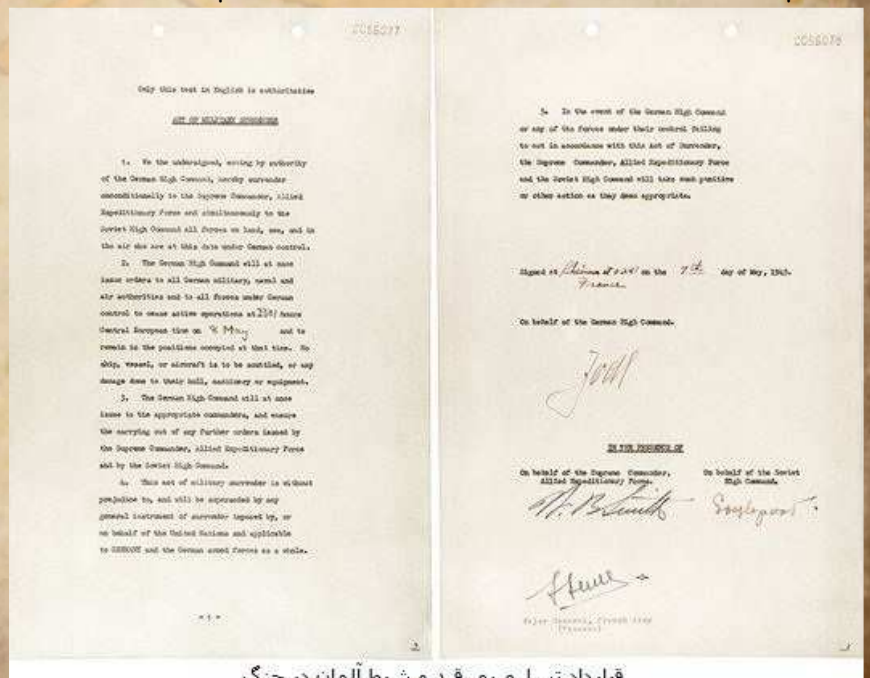 0056077
Only this text in English is authoritative
ACT OF MILITARY SURRENDER
1. We the undersigned, acting by authority
of the German High Command, hereby surrender
unconditionally to the Supreme Commander, Allied
Expeditionary Force and simultaneously to the
Soviet High Command all forces on land, sea, and in
the air who are at this date under German control.
2. The German High Command will at once
issue orders to all German military, naval and
air authorities and to all forces under German
control to cease active operations at 2301 hours
Central European time on 8 May and to
remain in the positions occupied at that time. No
ship, vessel, or aircraft is to be scuttled, or any
damage done to their hull, machinery or equipment.
3. The German High Command will at once
issue to the appropriate commanders, and ensure
the carrying out of any further orders issued by
the Supreme Commander, Allied Expeditionary Force
and by the Soviet High Command.
4. This act of military surrender is without
prejudice to, and will be superseded by any
general instrument of surrender imposed by, or
on behalf of the United Nations and applicable
to GERMANY and the German armed forces as a whole.
-1-
2
0056078
5. In the event of the German High Command
or any of the forces under their control failing
to act in accordance with this Act of Surrender,
the Supreme Commander, Allied Expeditionary Force
and the Soviet High Command will take such punitive
or other action as they deem appropriate.
Signed at Rheims at 0241 on the 7th day of May, 1945.
France
On behalf of the German High Command.
Jodl
IN THE PRESENCE OF
On behalf of the Supreme Commander,
Allied Expeditionary Force.
On behalf of the Soviet
High Command.
W. B. Smith
Major General, French Army
(Witness)